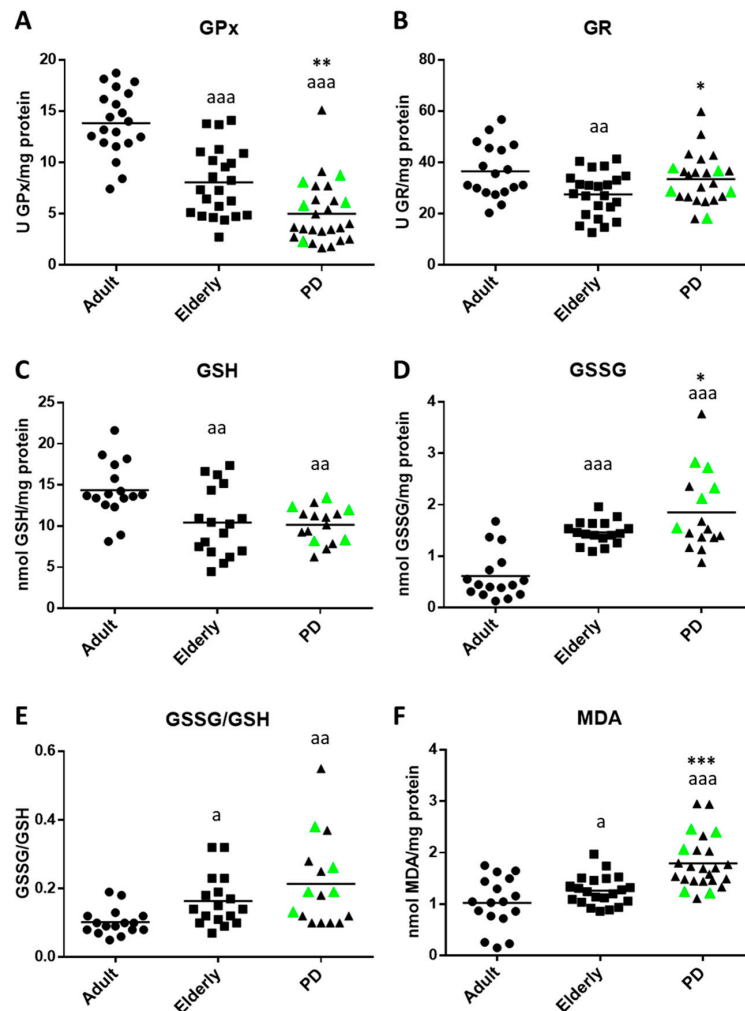 A
GPx
U GPx/mg protein
20
15
10
5
0
aaa
**
aaa
Adult
Elderly
PD
B
GR
U GR/mg protein
80
60
40
20
0
aa
*
Adult
Elderly
PD
C
GSH
nmol GSH/mg protein
25
20
15
10
5
0
aa
aa
Adult
Elderly
PD
D
GSSG
nmol GSSG/mg protein
4
3
2
1
0
aaa
*
aaa
Adult
Elderly
PD
E
GSSG/GSH
GSSG/GSH
0.6
0.4
0.2
0.0
a
aa
Adult
Elderly
PD
F
MDA
nmol MDA/mg protein
4
3
2
1
0
a
***
aaa
Adult
Elderly
PD